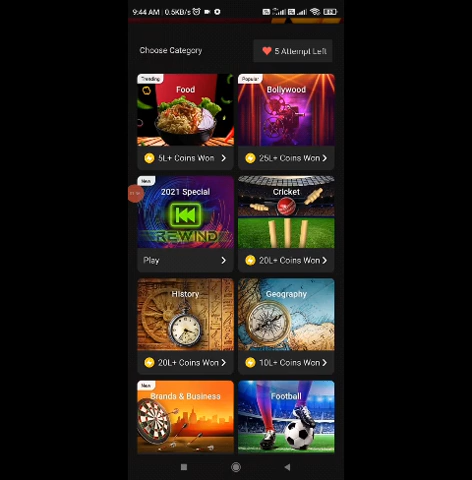 9:44 AM | 0.5KB/s
Choose Category
5 Attempt Left
Trending
Food
5L+ Coins Won
Popular
Bollywood
25L+ Coins Won
New
2021 Special
REWIND
Play
Cricket
20L+ Coins Won
History
20L+ Coins Won
Geography
10L+ Coins Won
New
Brands & Business
Football